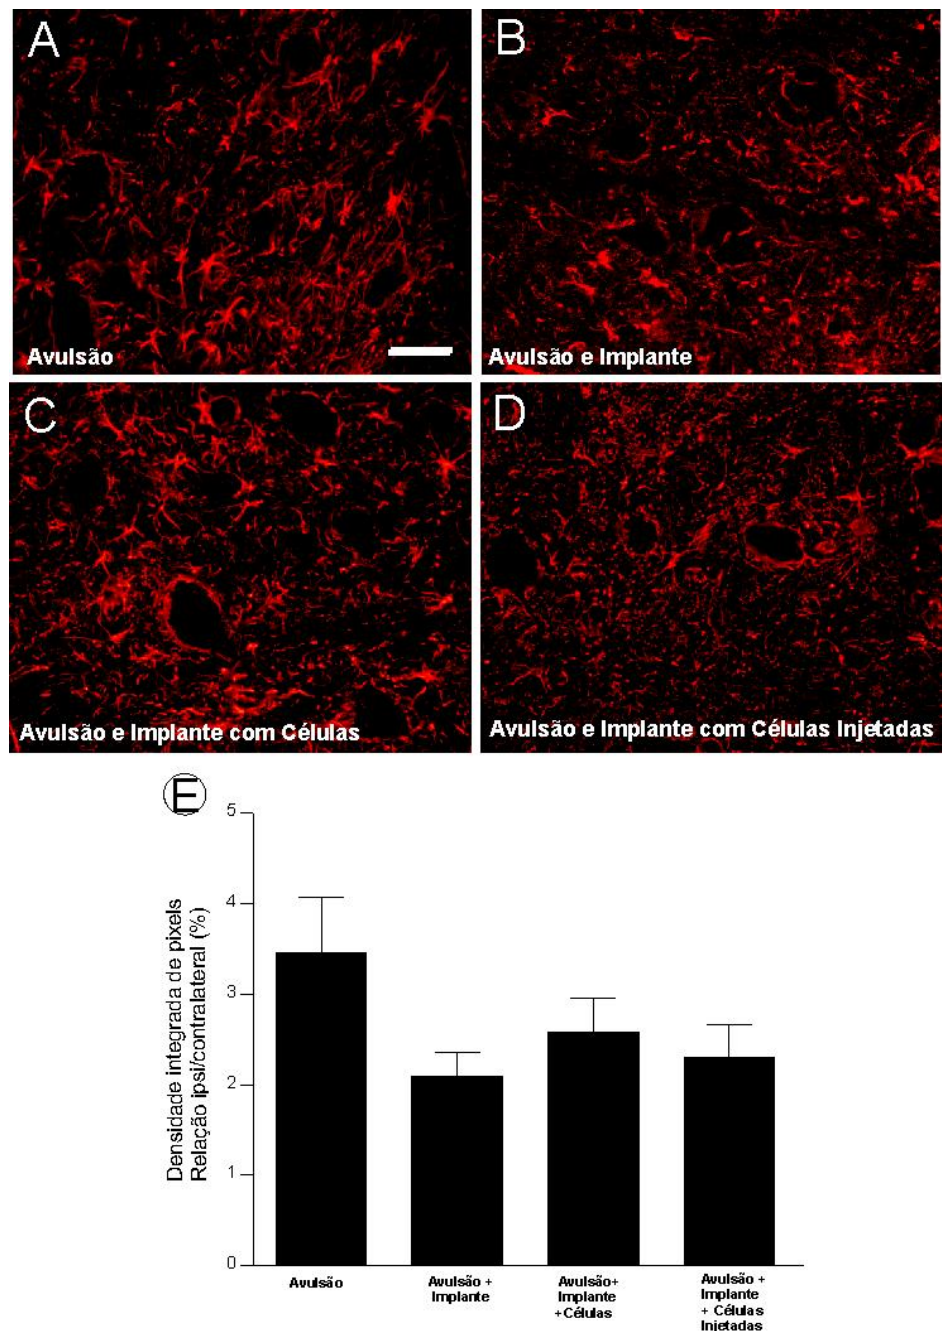 A
B
Avulsão
Avulsão e Implante
C
D
Avulsão e Implante com Células
Avulsão e Implante com Células Injetadas
E
Densidade integrada de pixels
Relação ipsi/contralateral (%)
5
4
3
2
1
0
Avulsão
Avulsão +
Implante
Avulsão+
Implante
+Células
Avulsão +
Implante
+ Células
Injetadas